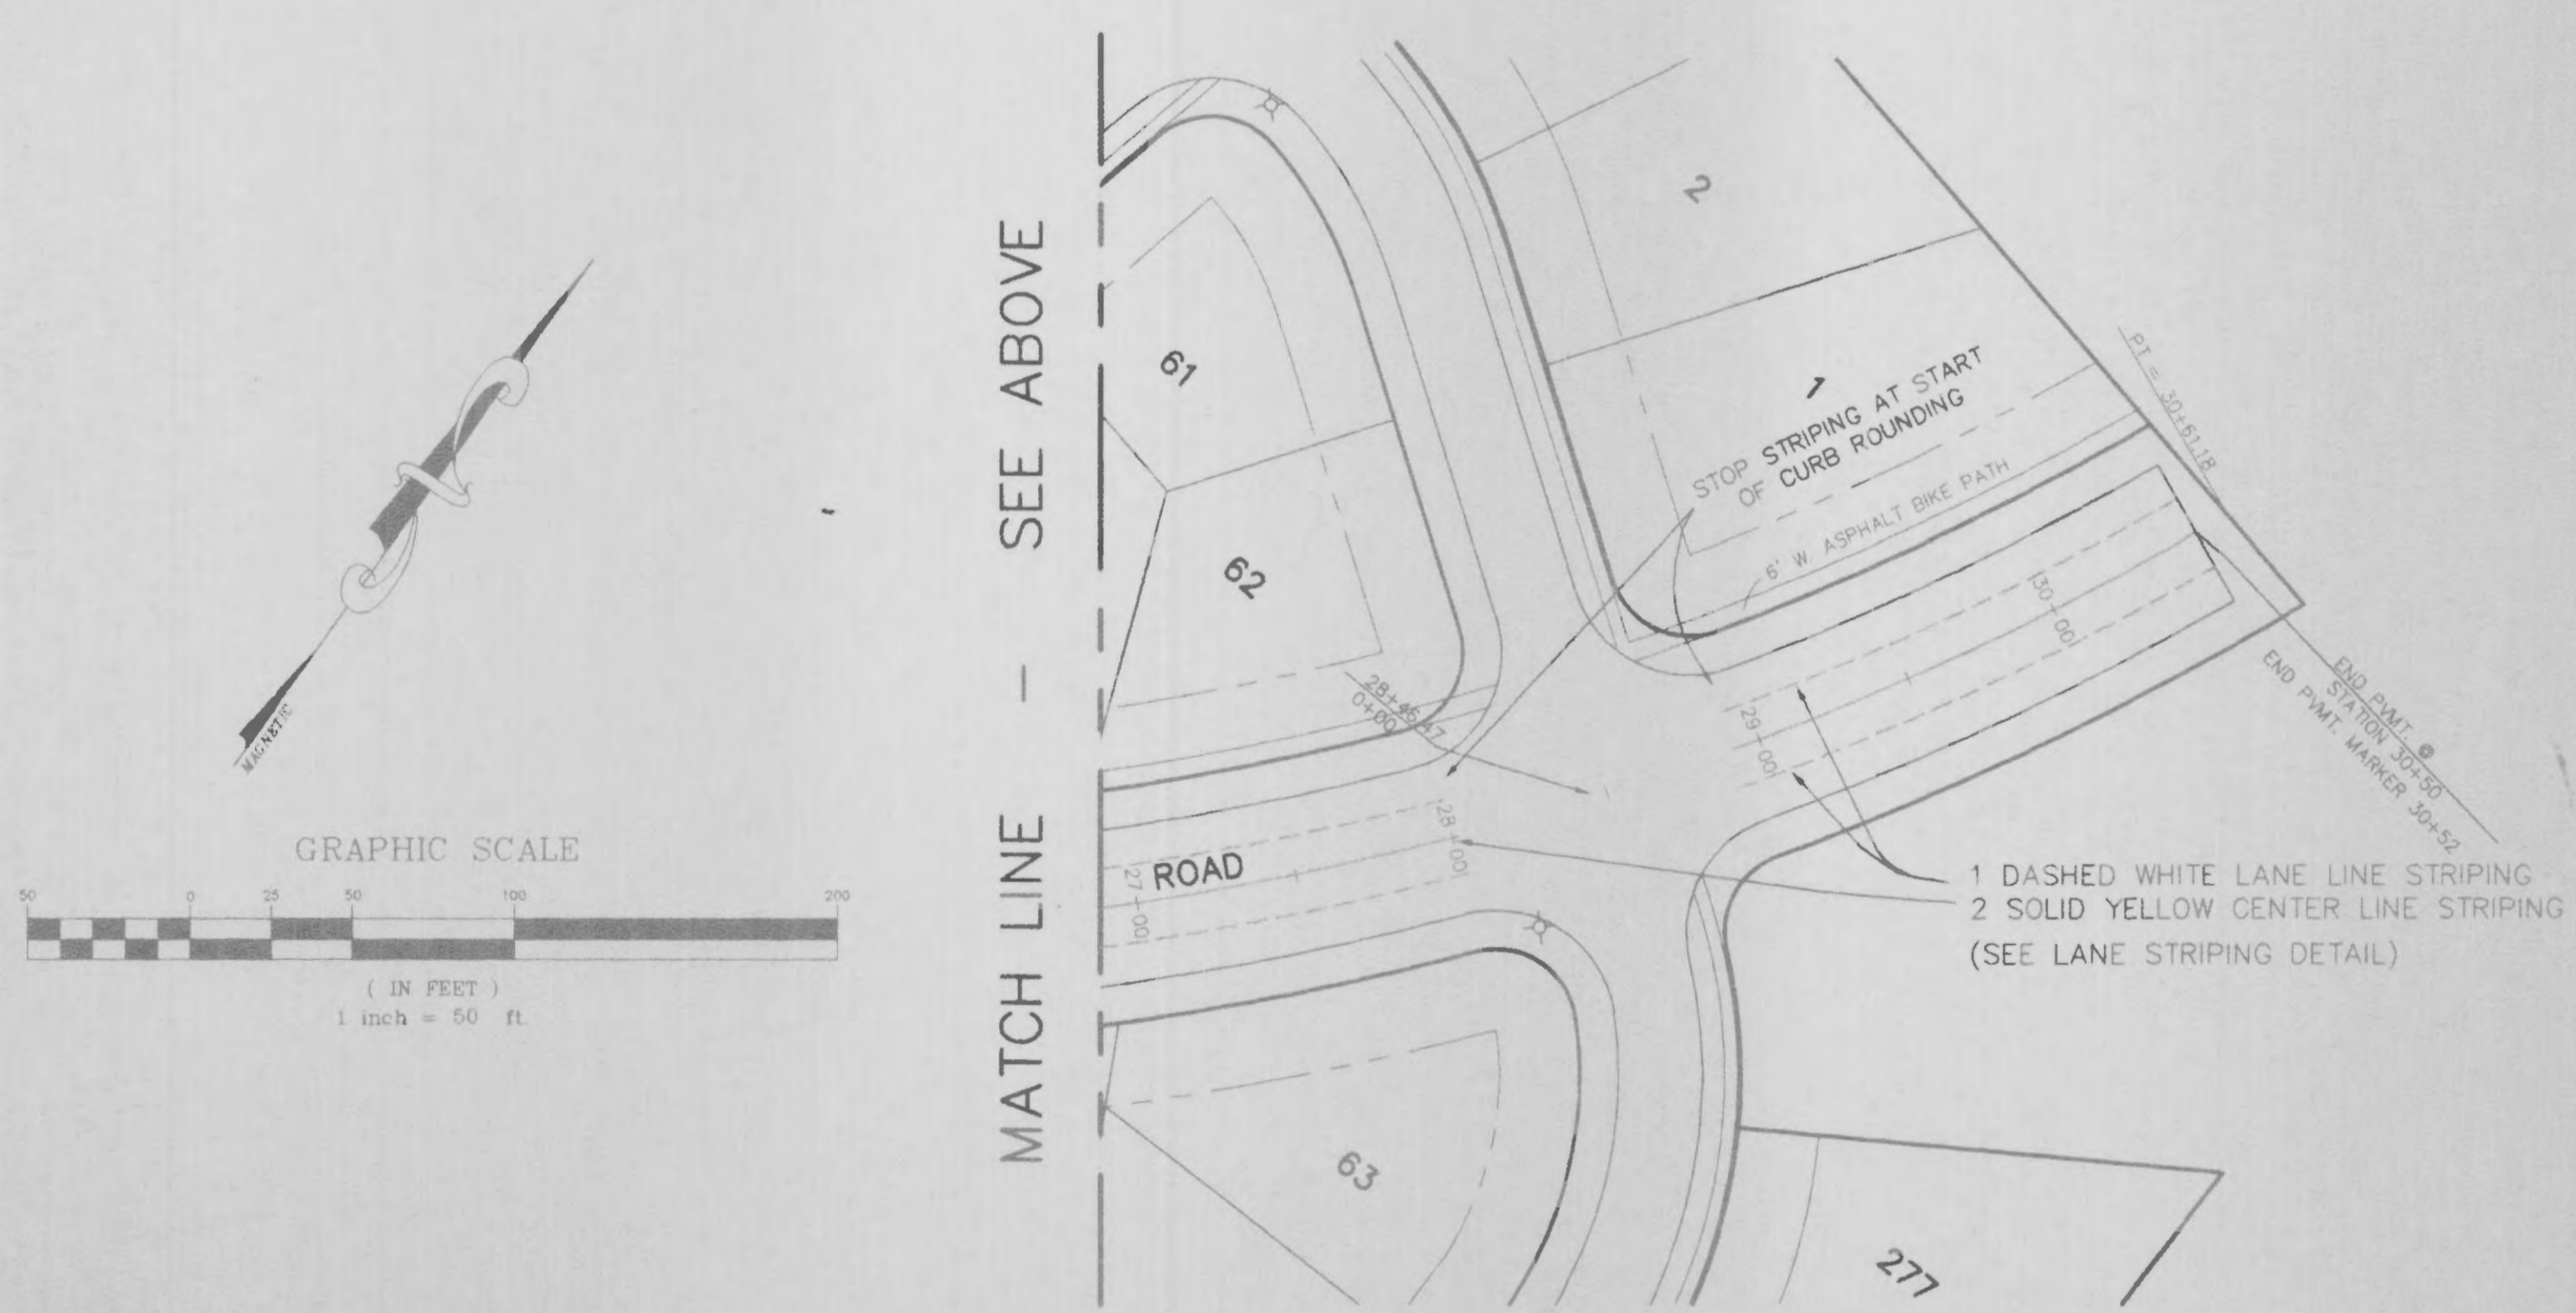 MAGNETIC
GRAPHIC SCALE
50 0 25 50 100 200
( IN FEET )
1 inch = 50 ft.
MATCH LINE - SEE ABOVE
61
62
63
2
1
277
STOP STRIPING AT START
OF CURB ROUNDING
6' W. ASPHALT BIKE PATH
PT = 30+61.18
30+00
29+00
28+46.47
0+00
28+00
27+00
ROAD
END PVMT. @
STATION 30+50
END PVMT. MARKER 30+52
1 DASHED WHITE LANE LINE STRIPING
2 SOLID YELLOW CENTER LINE STRIPING
(SEE LANE STRIPING DETAIL)